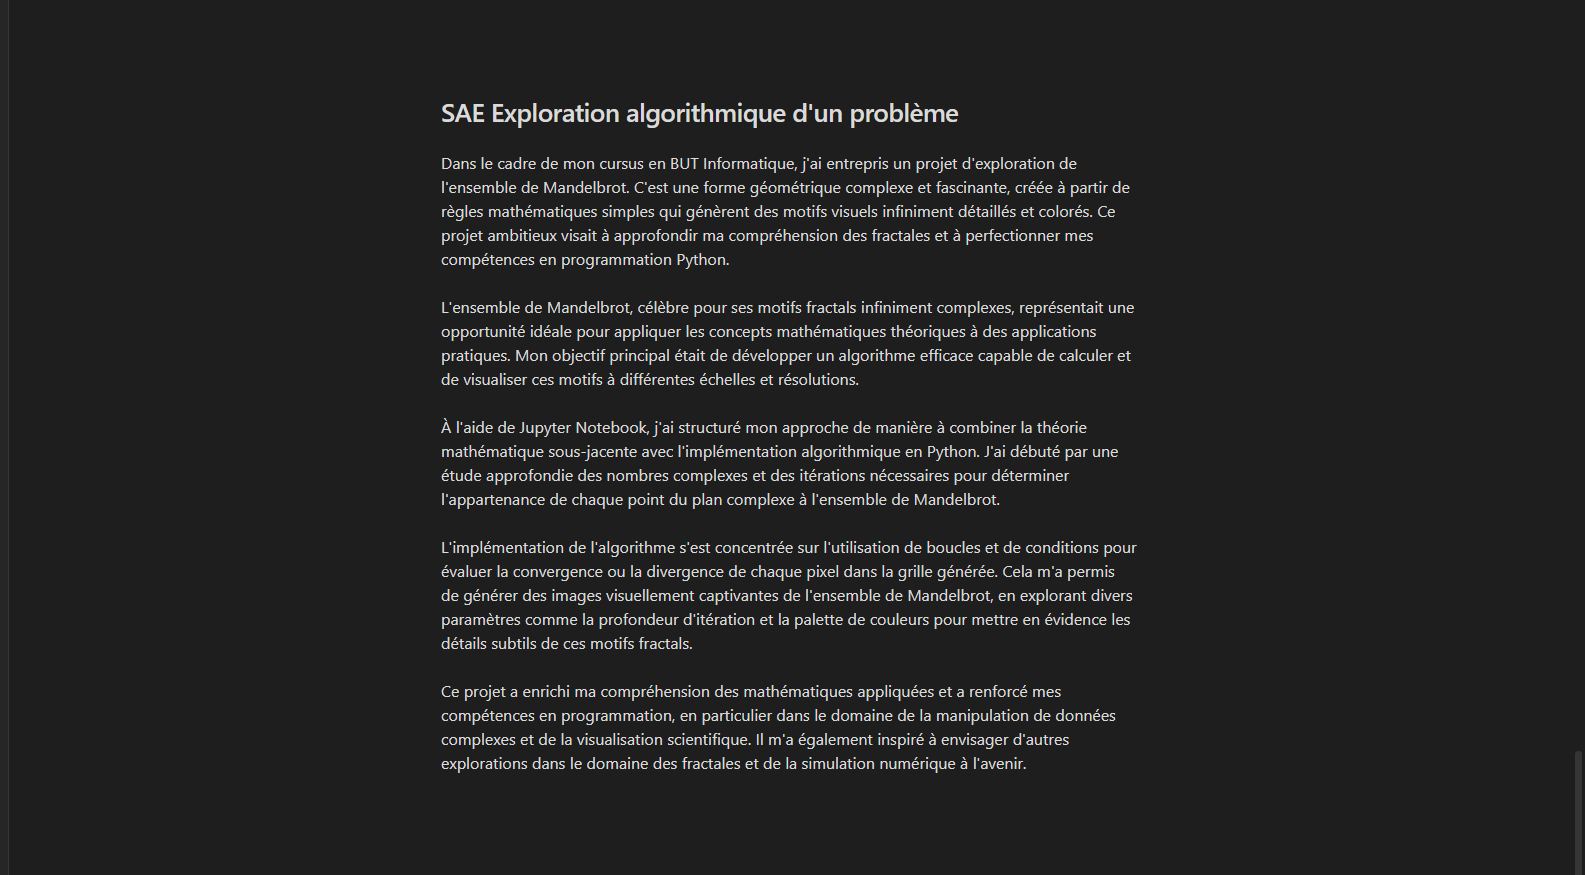 SAE Exploration algorithmique d'un problème
Dans le cadre de mon cursus en BUT Informatique, j'ai entrepris un projet d'exploration de
l'ensemble de Mandelbrot. C'est une forme géométrique complexe et fascinante, créée à partir de
règles mathématiques simples qui génèrent des motifs visuels infiniment détaillés et colorés. Ce
projet ambitieux visait à approfondir ma compréhension des fractales et à perfectionner mes
compétences en programmation Python.
L'ensemble de Mandelbrot, célèbre pour ses motifs fractals infiniment complexes, représentait une
opportunité idéale pour appliquer les concepts mathématiques théoriques à des applications
pratiques. Mon objectif principal était de développer un algorithme efficace capable de calculer et
de visualiser ces motifs à différentes échelles et résolutions.
À l'aide de Jupyter Notebook, j'ai structuré mon approche de manière à combiner la théorie
mathématique sous-jacente avec l'implémentation algorithmique en Python. J'ai débuté par une
étude approfondie des nombres complexes et des itérations nécessaires pour déterminer
l'appartenance de chaque point du plan complexe à l'ensemble de Mandelbrot.
L'implémentation de l'algorithme s'est concentrée sur l'utilisation de boucles et de conditions pour
évaluer la convergence ou la divergence de chaque pixel dans la grille générée. Cela m'a permis
de générer des images visuellement captivantes de l'ensemble de Mandelbrot, en explorant divers
paramètres comme la profondeur d'itération et la palette de couleurs pour mettre en évidence les
détails subtils de ces motifs fractals.
Ce projet a enrichi ma compréhension des mathématiques appliquées et a renforcé mes
compétences en programmation, en particulier dans le domaine de la manipulation de données
complexes et de la visualisation scientifique. Il m'a également inspiré à envisager d'autres
explorations dans le domaine des fractales et de la simulation numérique à l'avenir.